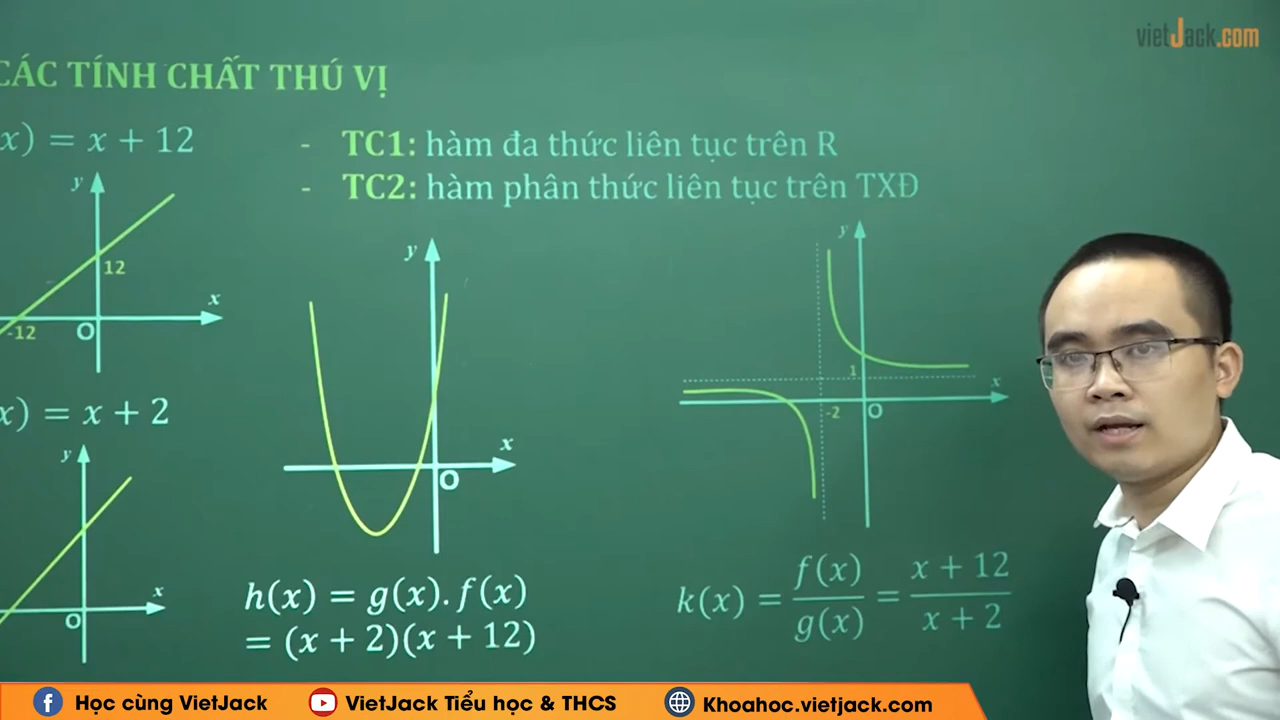 vietJack.com
CÁC TÍNH CHẤT THÚ VỊ
x) = x + 12
- TC1: hàm đa thức liên tục trên R
- TC2: hàm phân thức liên tục trên TXĐ
y
12
x
-12
O
y
x
O
y
1
x
-2
O
x) = x + 2
y
x
O
h(x) = g(x).f(x)
= (x + 2)(x + 12)
k(x) = f(x)/g(x) = x + 12/x + 2
Học cùng VietJack
VietJack Tiểu học & THCS
Khoahoc.vietjack.com